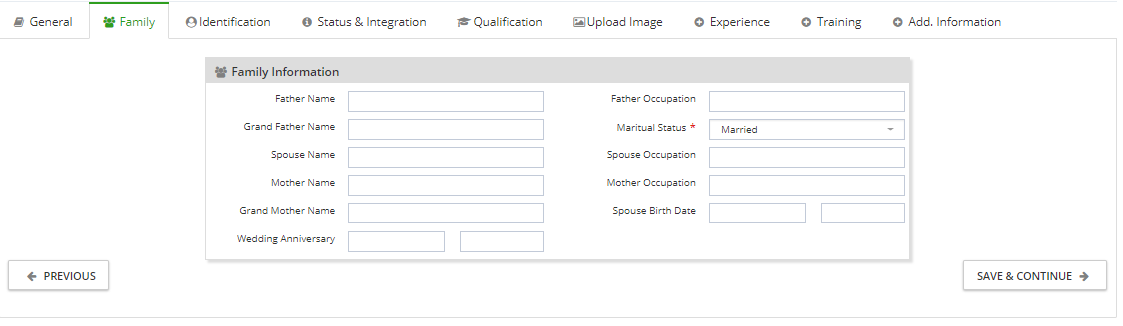 General Family Identification Status & Integration Qualification Upload Image Experience Training Add. Information
Family Information
Father Name Father Occupation
Grand Father Name Maritual Status * Married
Spouse Name Spouse Occupation
Mother Name Mother Occupation
Grand Mother Name Spouse Birth Date
Wedding Anniversary
PREVIOUS SAVE & CONTINUE